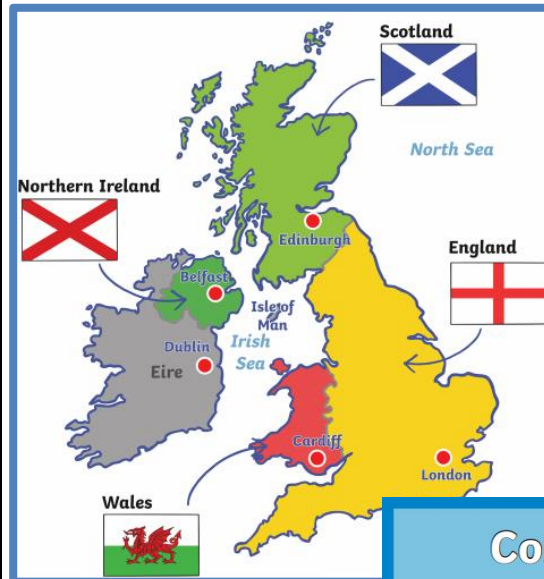 Scotland
North Sea
Northern Ireland
Edinburgh
England
Belfast
Isle of
Man
Irish
Sea
Dublin
Eire
Cardiff
London
Wales
Co